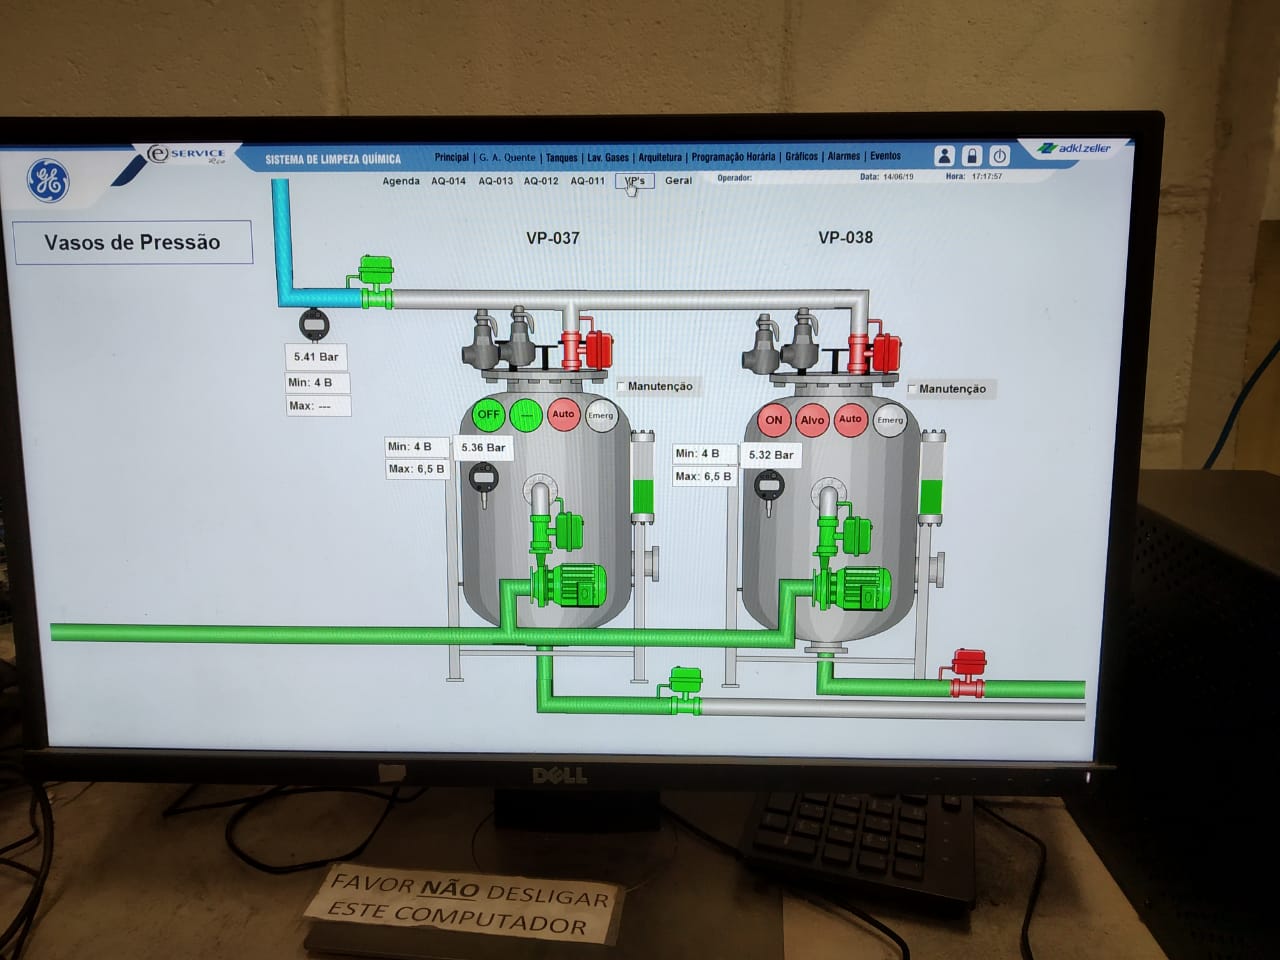 e SERVICE
Rio
SISTEMA DE LIMPEZA QUÍMICA
Principal | G. A. Quente | Tanques | Lav. Gases | Arquitetura | Programação Horária | Gráficos | Alarmes | Eventos
adkl.zeller
GE
Agenda AQ-014 AQ-013 AQ-012 AQ-011 VP's Geral
Operador: Data: 14/06/19 Hora: 17:17:57
Vasos de Pressão
VP-037
VP-038
5.41 Bar
Min: 4 B
Max: ---
Manutenção
Manutenção
OFF --- Auto Emerg
ON Alvo Auto Emerg
Min: 4 B
5.36 Bar
Max: 6,5 B
Min: 4 B
5.32 Bar
Max: 6,5 B
DELL
FAVOR NÃO DESLIGAR
ESTE COMPUTADOR